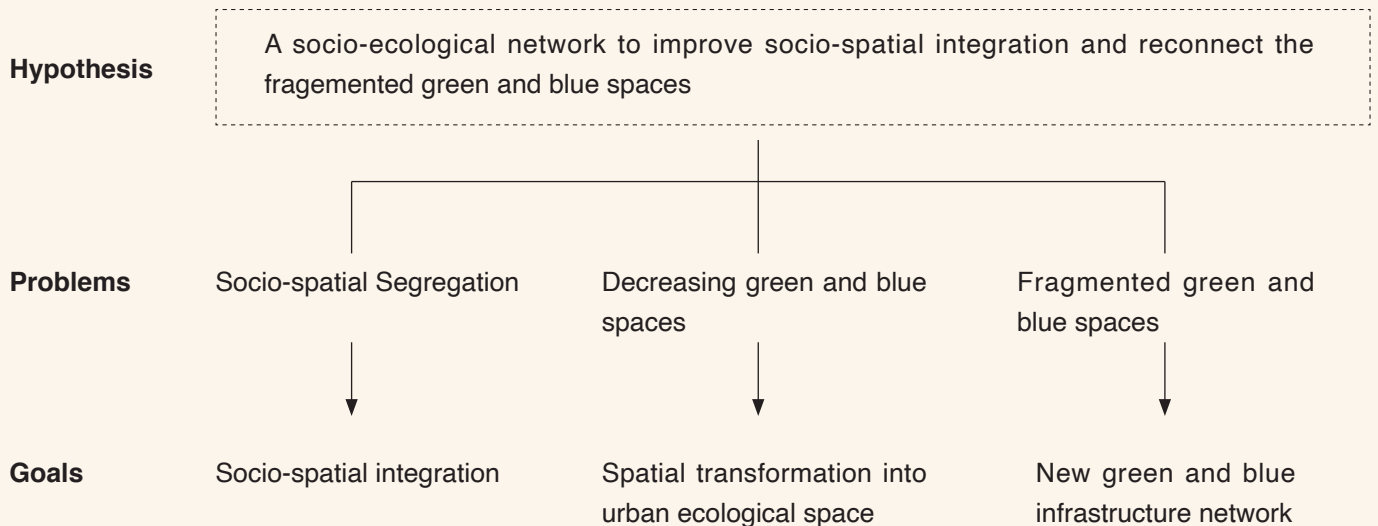 Hypothesis
A socio-ecological network to improve socio-spatial integration and reconnect the
fragemented green and blue spaces
Problems
Socio-spatial Segregation
Decreasing green and blue
spaces
Fragmented green and
blue spaces
Goals
Socio-spatial integration
Spatial transformation into
urban ecological space
New green and blue
infrastructure network